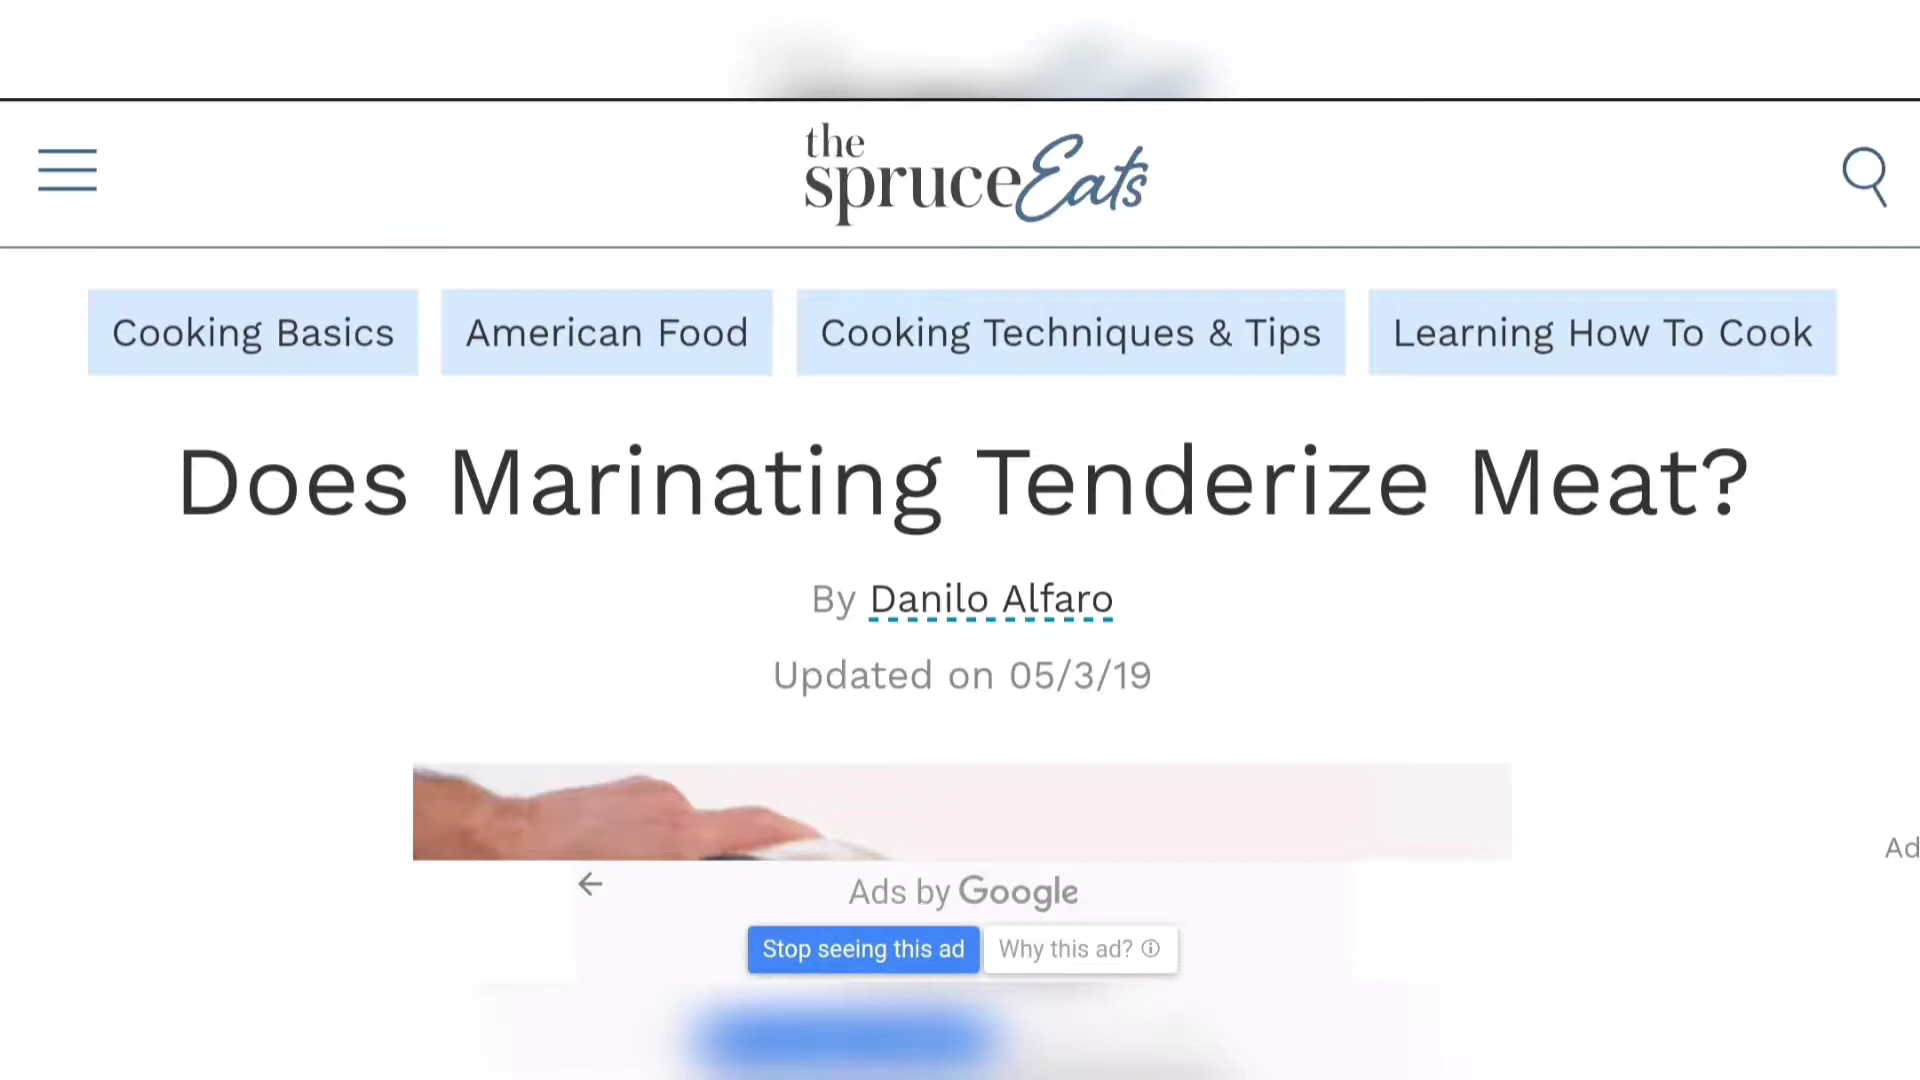 the
spruce Eats
Cooking Basics American Food Cooking Techniques & Tips Learning How To Cook
Does Marinating Tenderize Meat?
By Danilo Alfaro
Updated on 05/3/19
Ad
Ads by Google
Stop seeing this ad Why this ad?